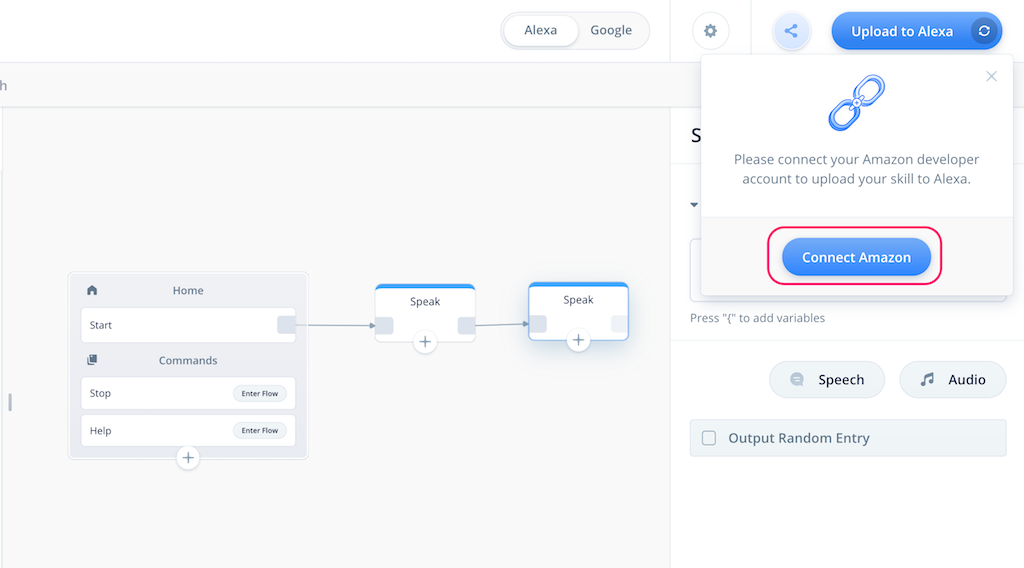 Alexa
Google
Upload to Alexa
h
Please connect your Amazon developer
account to upload your skill to Alexa.
Connect Amazon
S
Home
Start
Commands
Stop
Enter Flow
Help
Enter Flow
Speak
Speak
Press "{" to add variables
Speech
Audio
Output Random Entry